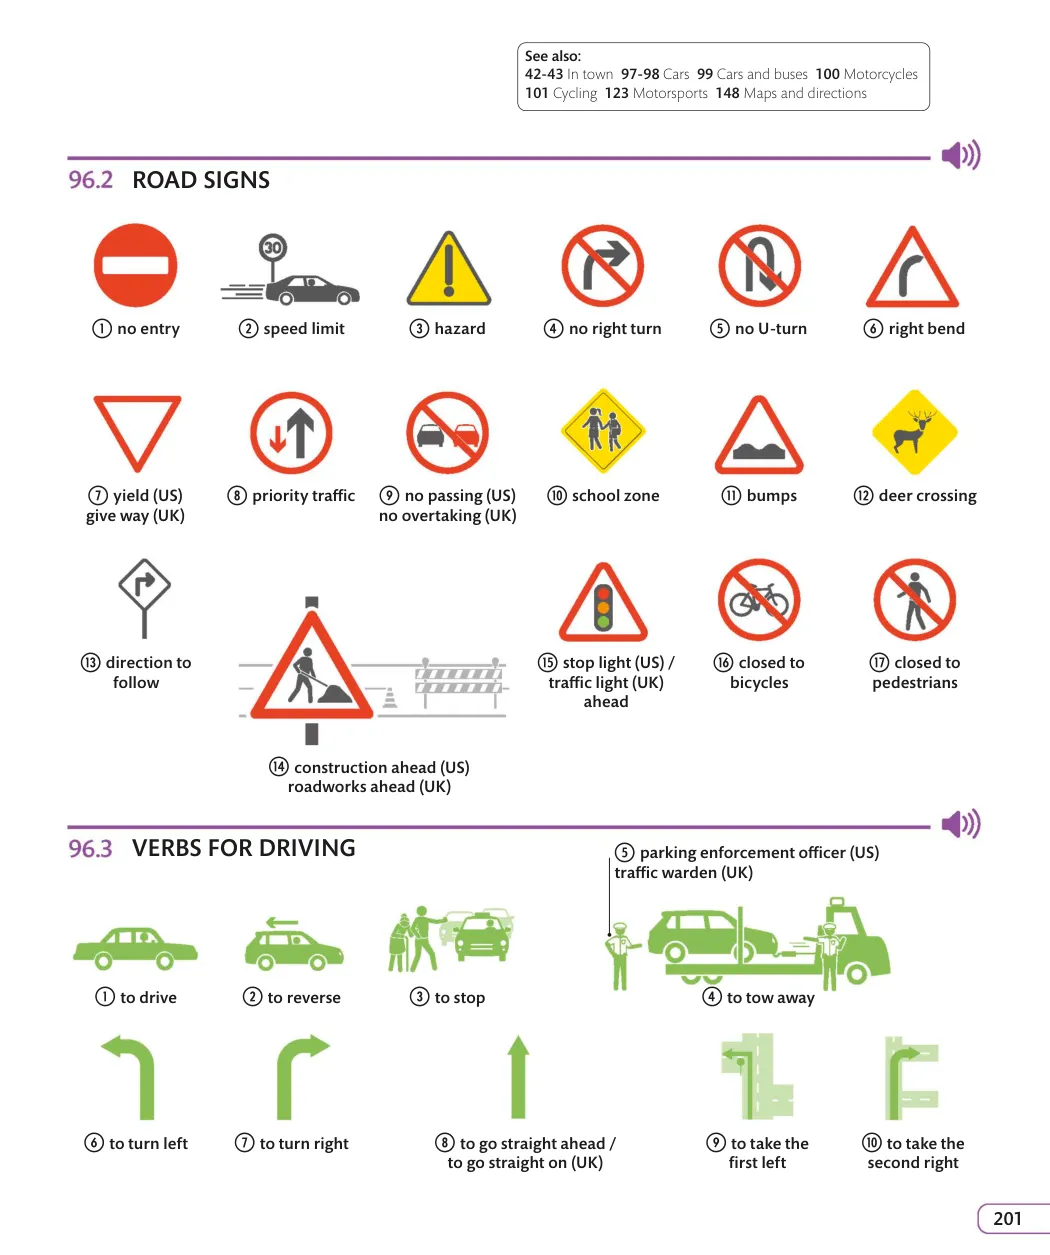 See also:
42-43 In town 97-98 Cars 99 Cars and buses 100 Motorcycles
101 Cycling 123 Motorsports 148 Maps and directions
96.2 ROAD SIGNS
30
① no entry
② speed limit
③ hazard
④ no right turn
⑤ no U-turn
⑥ right bend
⑦ yield (US)
give way (UK)
⑧ priority traffic
⑨ no passing (US)
no overtaking (UK)
⑩ school zone
⑪ bumps
⑫ deer crossing
⑬ direction to
follow
⑭ construction ahead (US)
roadworks ahead (UK)
⑮ stop light (US) /
traffic light (UK)
ahead
⑯ closed to
bicycles
⑰ closed to
pedestrians
96.3 VERBS FOR DRIVING
① to drive
② to reverse
③ to stop
④ to tow away
⑤ parking enforcement officer (US)
traffic warden (UK)
⑥ to turn left
⑦ to turn right
⑧ to go straight ahead /
to go straight on (UK)
⑨ to take the
first left
⑩ to take the
second right
201